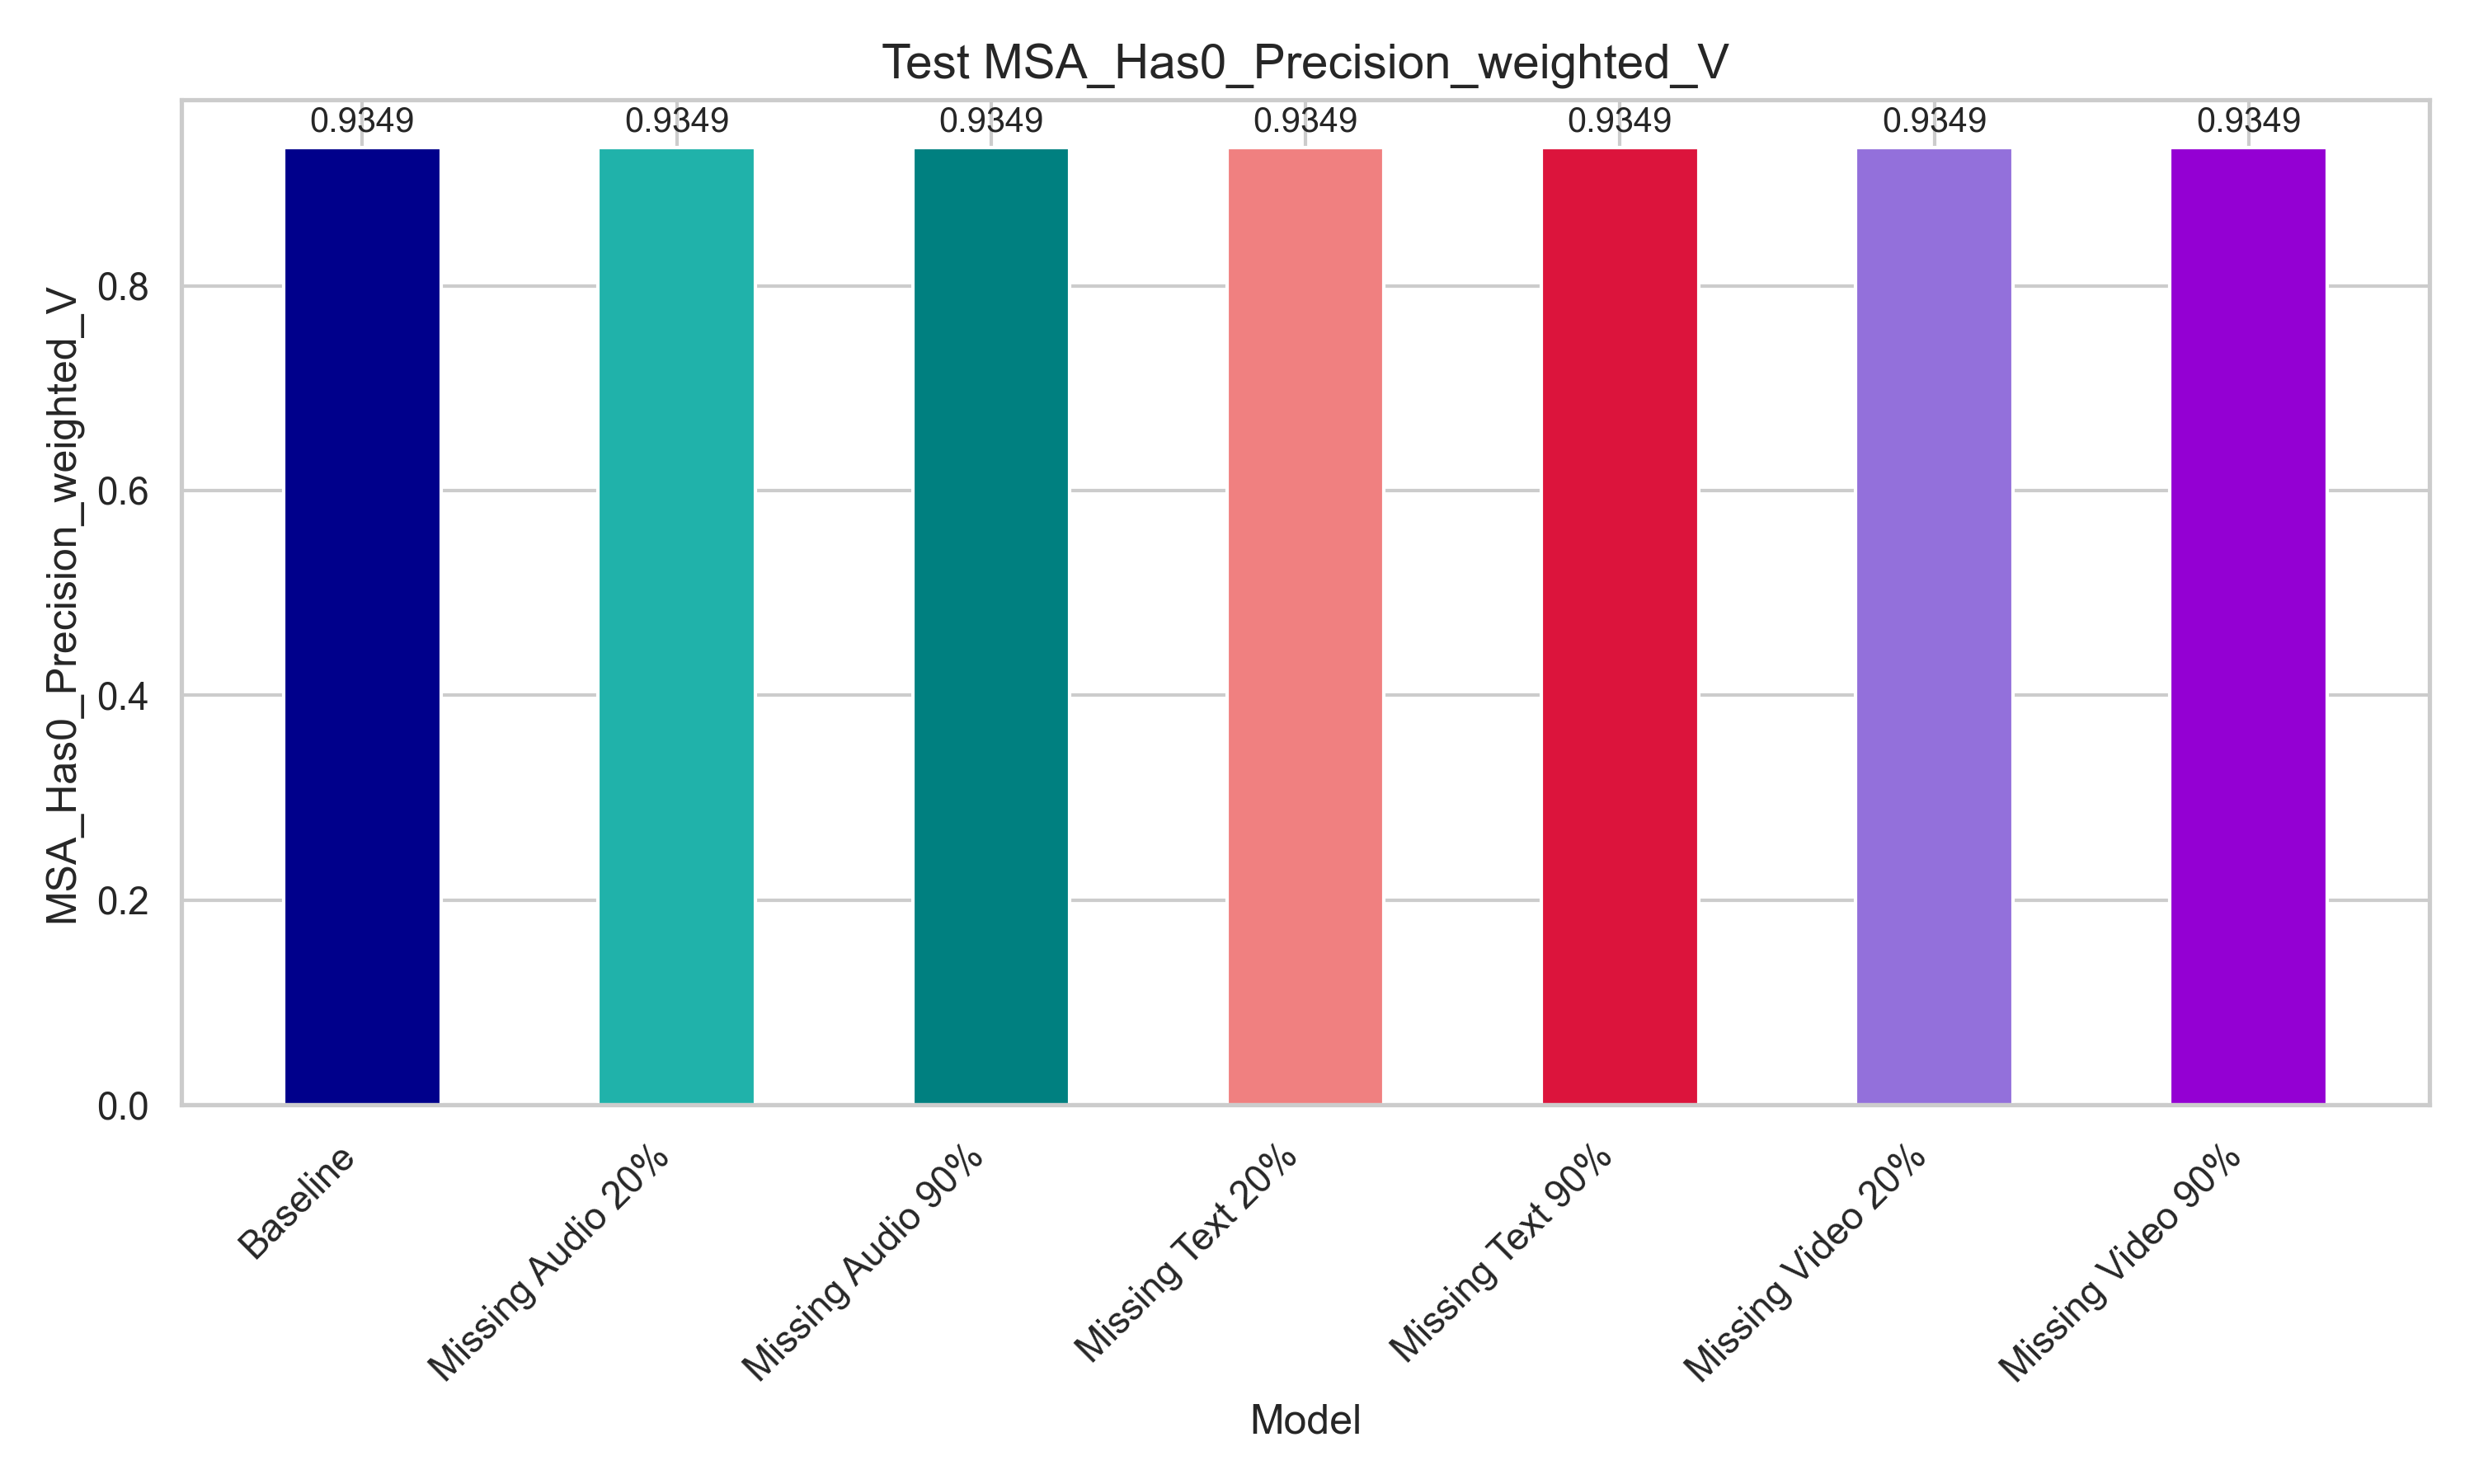 Test MSA_Has0_Precision_weighted_V
0.9349 0.9349 0.9349 0.9349 0.9349 0.9349 0.9349
MSA_Has0_Precision_weighted_V
0.8
0.6
0.4
0.2
0.0
Baseline
Missing Audio 20%
Missing Audio 90%
Missing Text 20%
Missing Text 90%
Missing Video 20%
Missing Video 90%
Model